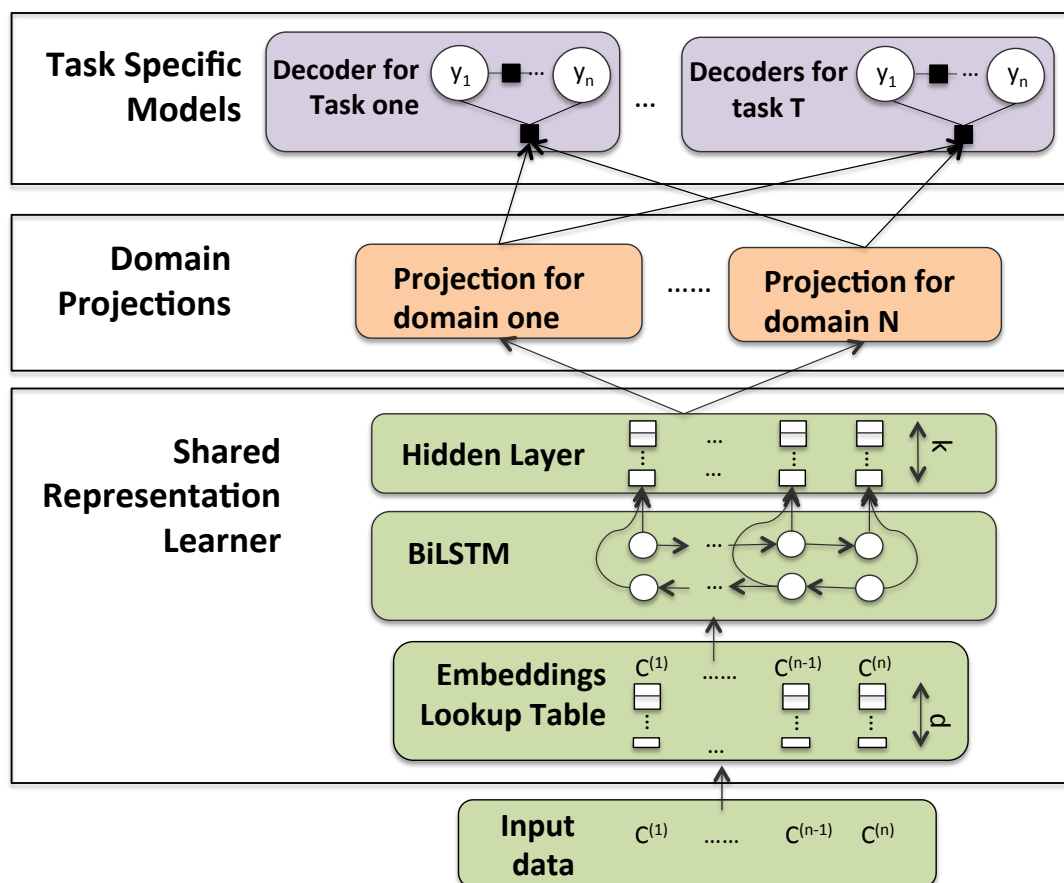 Task Specific
Models
Decoder for
Task one
y1 ... yn
...
Decoders for
task T
y1 ... yn
Domain
Projections
Projection for
domain one
......
Projection for
domain N
Shared
Representation
Learner
Hidden Layer
... 
⋮ ... ⋮ ⋮
k
BiLSTM
...
...
Embeddings
Lookup Table
C(1) ...... C(n-1) C(n)
⋮ ⋮ ⋮
...
d
Input
data
C(1) ...... C(n-1) C(n)